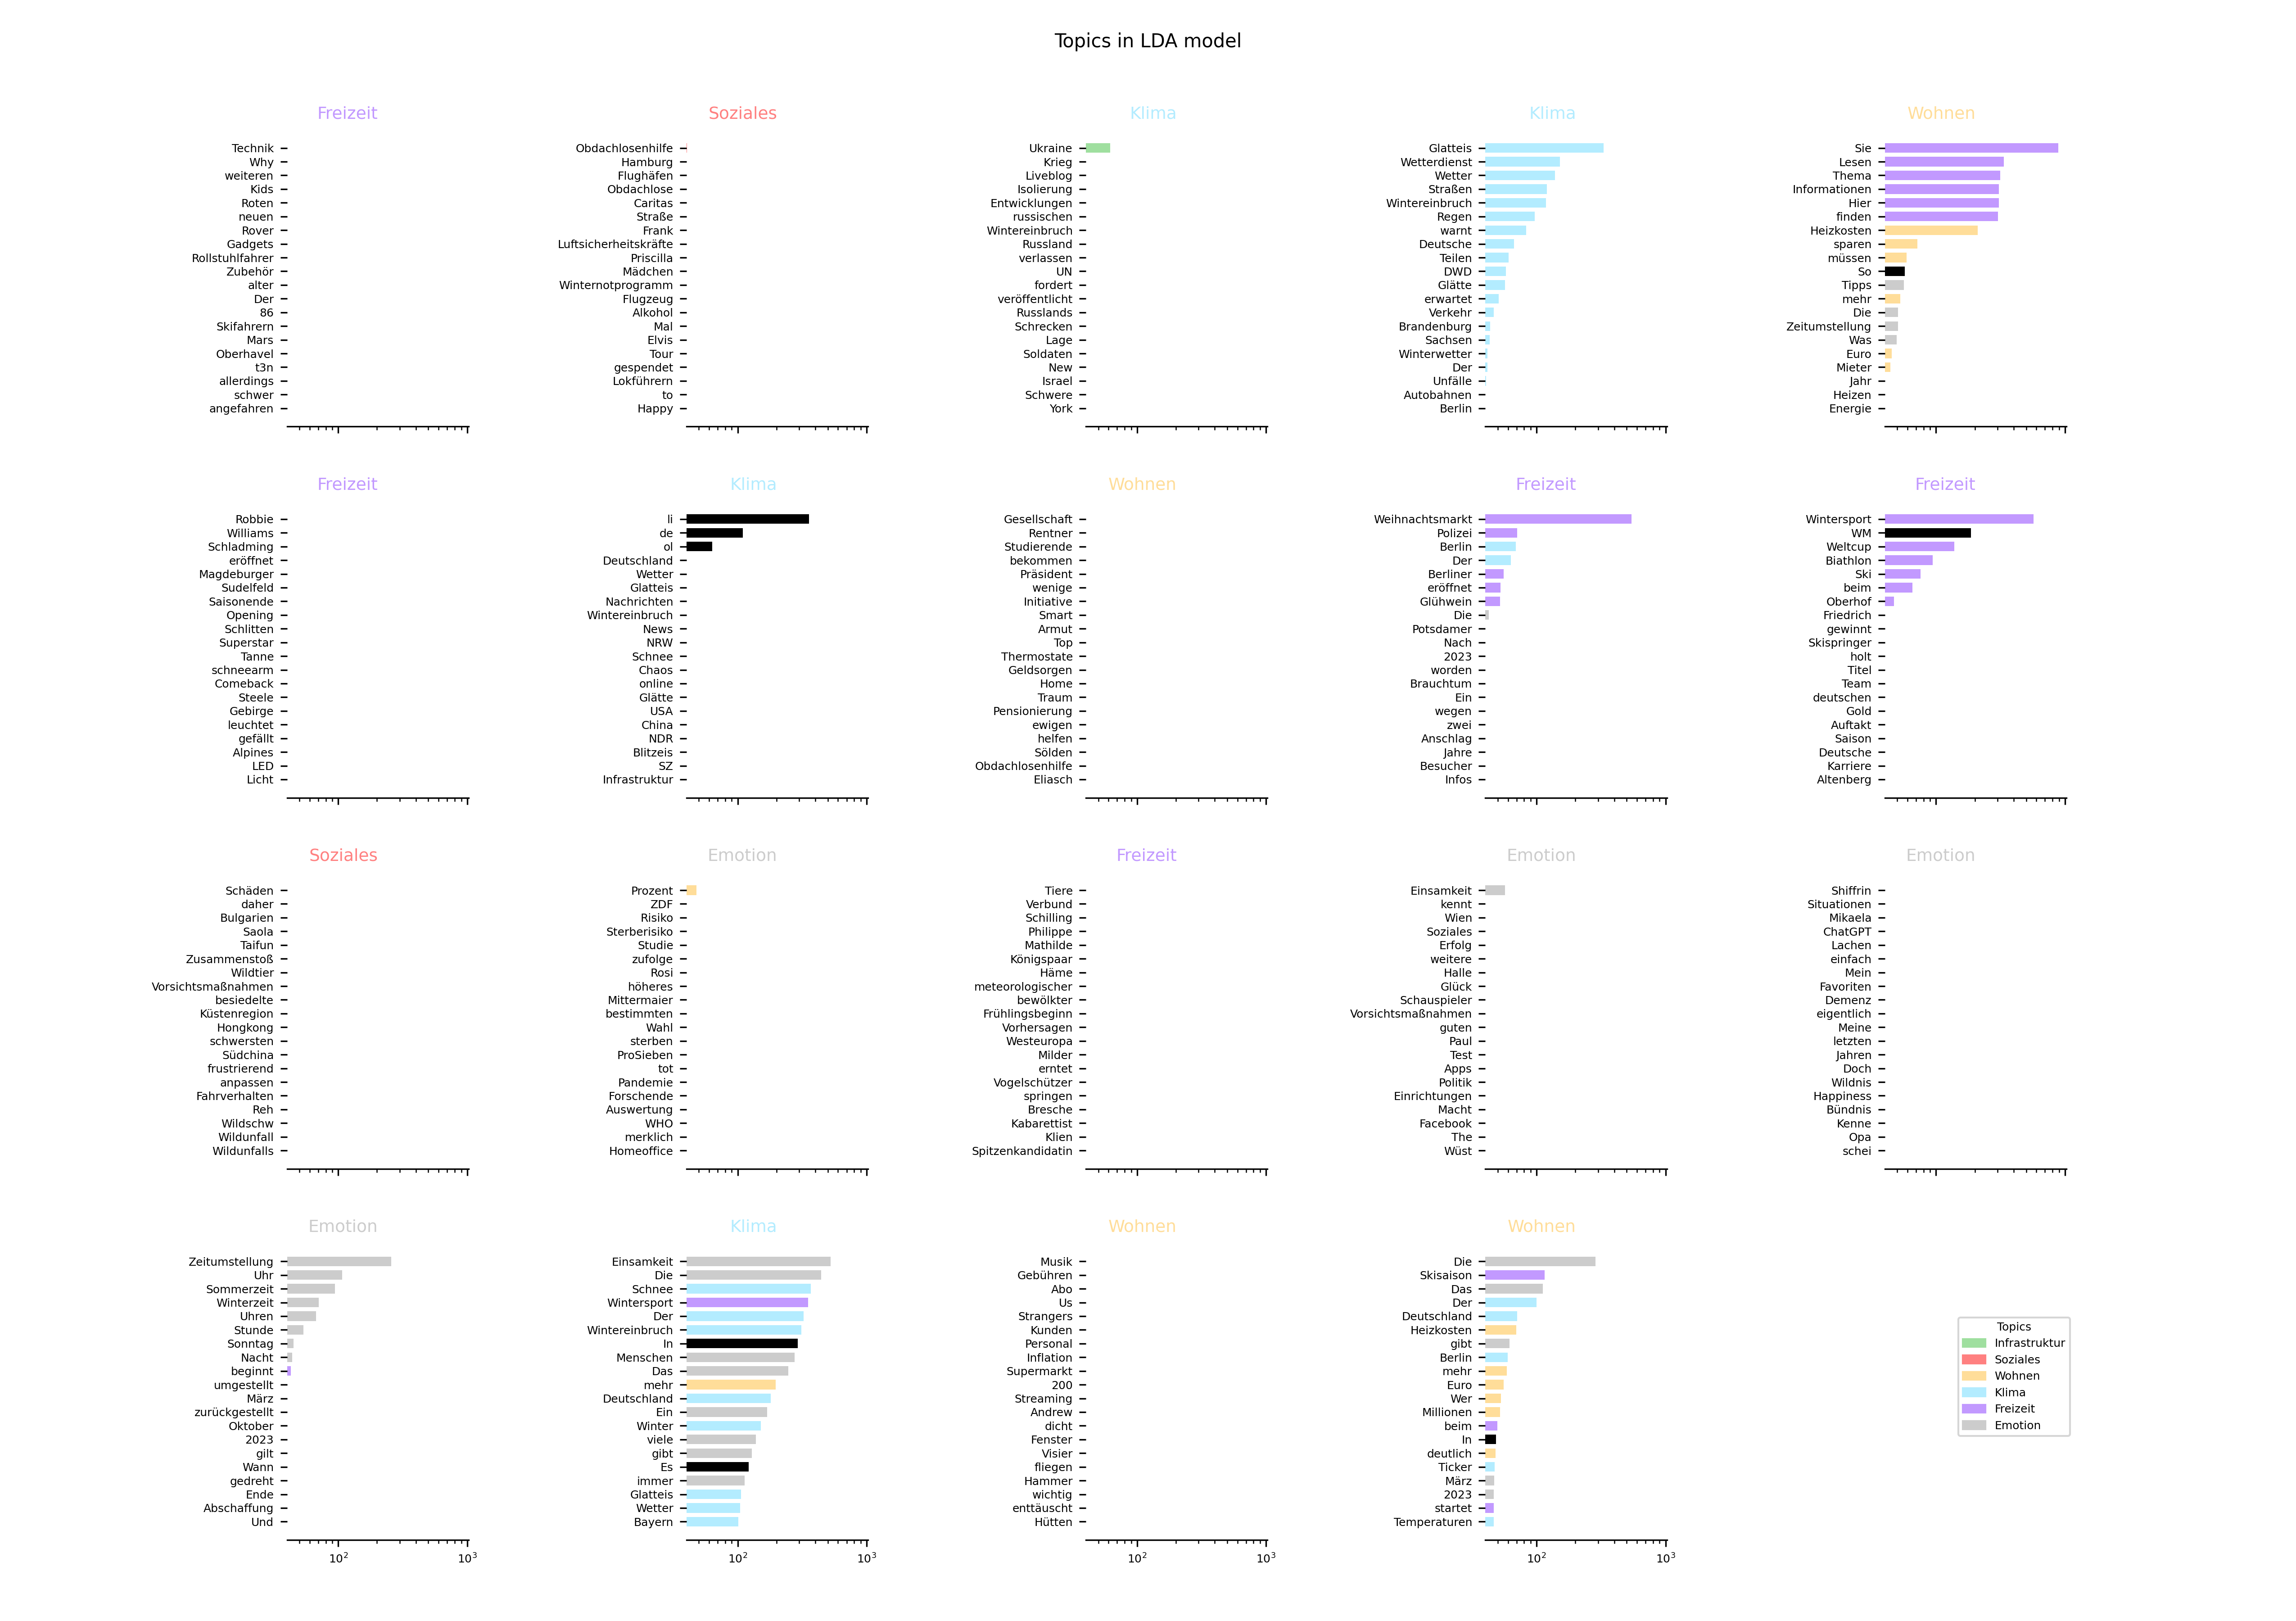 Topics in LDA model
Freizeit
Technik
Why
weiteren
Kids
Roten
neuen
Rover
Gadgets
Rollstuhlfahrer
Zubehör
alter
Der
86
Skifahrern
Mars
Oberhavel
t3n
allerdings
schwer
angefahren
Soziales
Obdachlosenhilfe
Hamburg
Flughäfen
Obdachlose
Caritas
Straße
Frank
Luftsicherheitskräfte
Priscilla
Mädchen
Winternotprogramm
Flugzeug
Alkohol
Mal
Elvis
Tour
gespendet
Lokführern
to
Happy
Klima
Ukraine
Krieg
Liveblog
Isolierung
Entwicklungen
russischen
Wintereinbruch
Russland
verlassen
UN
fordert
veröffentlicht
Russlands
Schrecken
Lage
Soldaten
New
Israel
Schwere
York
Klima
Glatteis
Wetterdienst
Wetter
Straßen
Wintereinbruch
Regen
warnt
Deutsche
Teilen
DWD
Glätte
erwartet
Verkehr
Brandenburg
Sachsen
Winterwetter
Der
Unfälle
Autobahnen
Berlin
Wohnen
Sie
Lesen
Thema
Informationen
Hier
finden
Heizkosten
sparen
müssen
So
Tipps
mehr
Die
Zeitumstellung
Was
Euro
Mieter
Jahr
Heizen
Energie
Freizeit
Robbie
Williams
Schladming
eröffnet
Magdeburger
Sudelfeld
Saisonende
Opening
Schlitten
Superstar
Tanne
schneearm
Comeback
Steele
Gebirge
leuchtet
gefällt
Alpines
LED
Licht
Klima
li
de
ol
Deutschland
Wetter
Glatteis
Nachrichten
Wintereinbruch
News
NRW
Schnee
Chaos
online
Glätte
USA
China
NDR
Blitzeis
SZ
Infrastruktur
Wohnen
Gesellschaft
Rentner
Studierende
bekommen
Präsident
wenige
Initiative
Smart
Armut
Top
Thermostate
Geldsorgen
Home
Traum
Pensionierung
ewigen
helfen
Sölden
Obdachlosenhilfe
Eliasch
Freizeit
Weihnachtsmarkt
Polizei
Berlin
Der
Berliner
eröffnet
Glühwein
Die
Potsdamer
Nach
2023
worden
Brauchtum
Ein
wegen
zwei
Anschlag
Jahre
Besucher
Infos
Freizeit
Wintersport
WM
Weltcup
Biathlon
Ski
beim
Oberhof
Friedrich
gewinnt
Skispringer
holt
Titel
Team
deutschen
Gold
Auftakt
Saison
Deutsche
Karriere
Altenberg
Soziales
Schäden
daher
Bulgarien
Saola
Taifun
Zusammenstoß
Wildtier
Vorsichtsmaßnahmen
besiedelte
Küstenregion
Hongkong
schwersten
Südchina
frustrierend
anpassen
Fahrverhalten
Reh
Wildschw
Wildunfall
Wildunfalls
Emotion
Prozent
ZDF
Risiko
Sterberisiko
Studie
zufolge
Rosi
höheres
Mittermaier
bestimmten
Wahl
sterben
ProSieben
tot
Pandemie
Forschende
Auswertung
WHO
merklich
Homeoffice
Freizeit
Tiere
Verbund
Schilling
Philippe
Mathilde
Königspaar
Häme
meteorologischer
bewölkter
Frühlingsbeginn
Vorhersagen
Westeuropa
Milder
erntet
Vogelschützer
springen
Bresche
Kabarettist
Klien
Spitzenkandidatin
Emotion
Einsamkeit
kennt
Wien
Soziales
Erfolg
weitere
Halle
Glück
Schauspieler
Vorsichtsmaßnahmen
guten
Paul
Test
Apps
Politik
Einrichtungen
Macht
Facebook
The
Wüst
Emotion
Shiffrin
Situationen
Mikaela
ChatGPT
Lachen
einfach
Mein
Favoriten
Demenz
eigentlich
Meine
letzten
Jahren
Doch
Wildnis
Happiness
Bündnis
Kenne
Opa
schei
Emotion
Zeitumstellung
Uhr
Sommerzeit
Winterzeit
Uhren
Stunde
Sonntag
Nacht
beginnt
umgestellt
März
zurückgestellt
Oktober
2023
gilt
Wann
gedreht
Ende
Abschaffung
Und
10² 10³
Klima
Einsamkeit
Die
Schnee
Wintersport
Der
Wintereinbruch
In
Menschen
Das
mehr
Deutschland
Ein
Winter
viele
gibt
Es
immer
Glatteis
Wetter
Bayern
10² 10³
Wohnen
Musik
Gebühren
Abo
Us
Strangers
Kunden
Personal
Inflation
Supermarkt
200
Streaming
Andrew
dicht
Fenster
Visier
fliegen
Hammer
wichtig
enttäuscht
Hütten
10² 10³
Wohnen
Die
Skisaison
Das
Der
Deutschland
Heizkosten
gibt
Berlin
mehr
Euro
Wer
Millionen
beim
In
deutlich
Ticker
März
2023
startet
Temperaturen
10² 10³
Topics
Infrastruktur
Soziales
Wohnen
Klima
Freizeit
Emotion